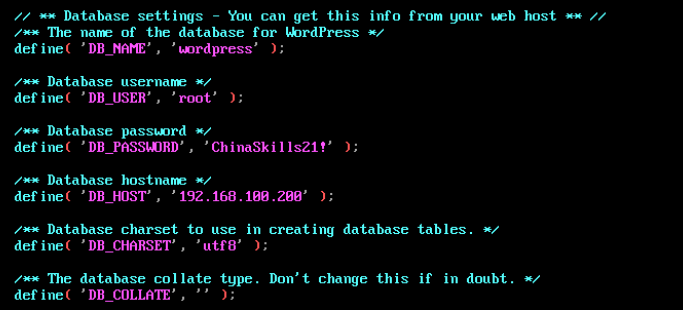 // ** Database settings - You can get this info from your web host ** //
/** The name of the database for WordPress */
define( 'DB_NAME', 'wordpress' );
/** Database username */
define( 'DB_USER', 'root' );
/** Database password */
define( 'DB_PASSWORD', 'ChinaSkills21!' );
/** Database hostname */
define( 'DB_HOST', '192.168.100.200' );
/** Database charset to use in creating database tables. */
define( 'DB_CHARSET', 'utf8' );
/** The database collate type. Don't change this if in doubt. */
define( 'DB_COLLATE', '' );